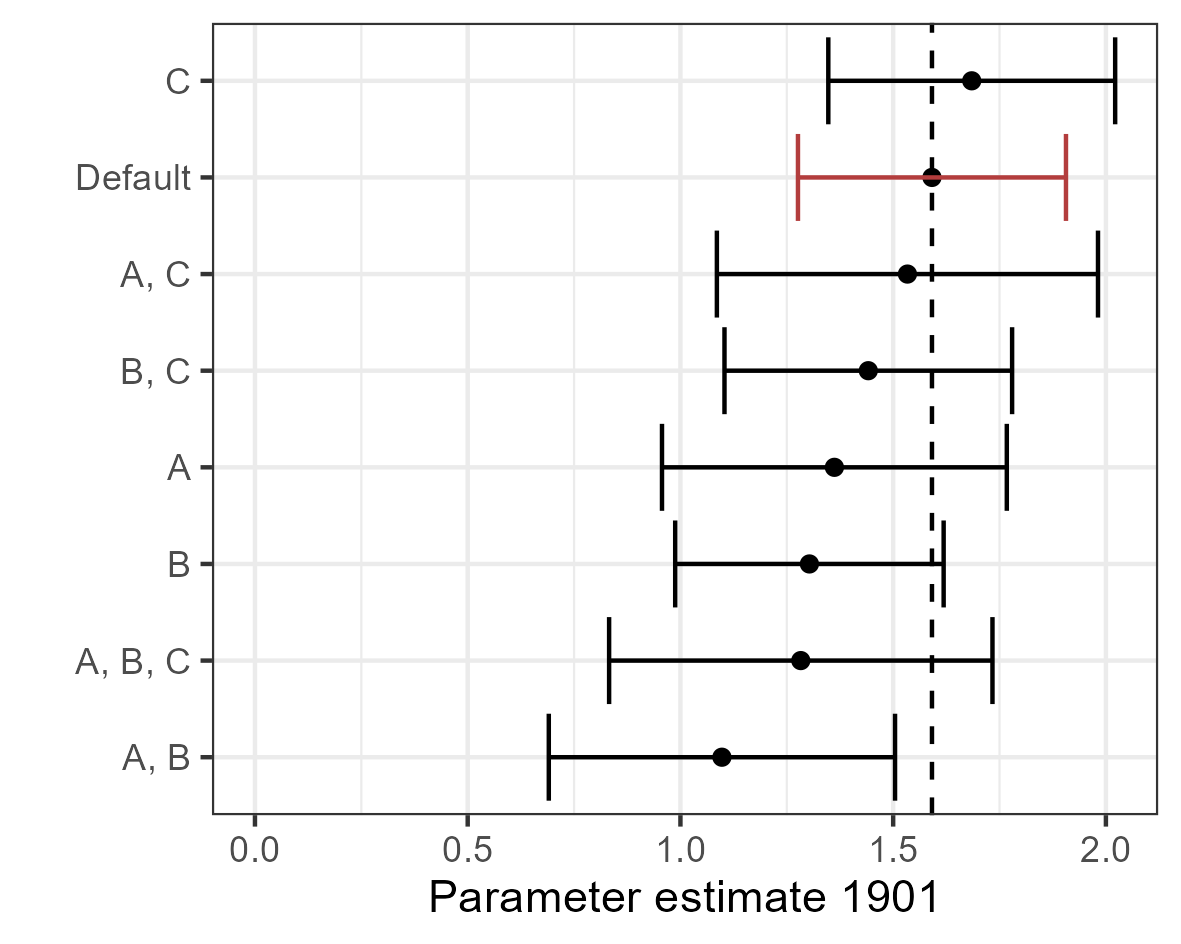 C
Default
A, C
B, C
A
B
A, B, C
A, B
0.0 0.5 1.0 1.5 2.0
Parameter estimate 1901